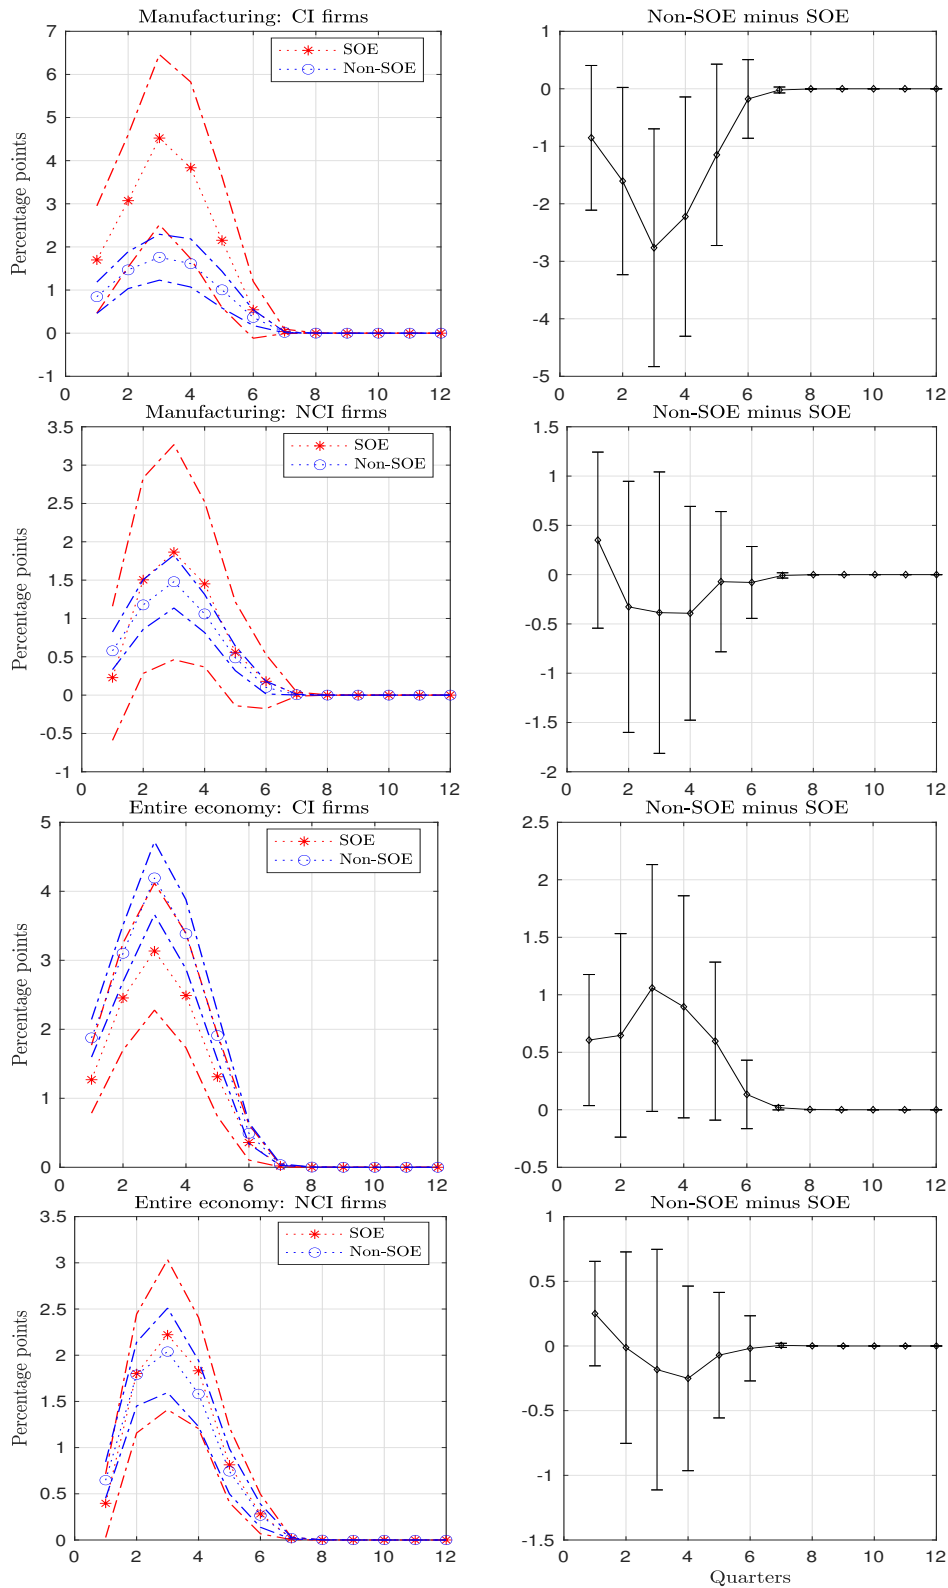 Manufacturing: CI firms
7
6
5
4
3
2
1
0
-1
0 2 4 6 8 10 12
Percentage points
SOE
Non-SOE
Non-SOE minus SOE
1
0
-1
-2
-3
-4
-5
0 2 4 6 8 10 12
Manufacturing: NCI firms
3.5
3
2.5
2
1.5
1
0.5
0
-0.5
-1
0 2 4 6 8 10 12
Percentage points
SOE
Non-SOE
Non-SOE minus SOE
1.5
1
0.5
0
-0.5
-1
-1.5
-2
0 2 4 6 8 10 12
Entire economy: CI firms
5
4
3
2
1
0
0 2 4 6 8 10 12
Percentage points
SOE
Non-SOE
Non-SOE minus SOE
2.5
2
1.5
1
0.5
0
-0.5
0 2 4 6 8 10 12
Entire economy: NCI firms
3.5
3
2.5
2
1.5
1
0.5
0
0 2 4 6 8 10 12
Percentage points
SOE
Non-SOE
Non-SOE minus SOE
1
0.5
0
-0.5
-1
-1.5
0 2 4 6 8 10 12
Quarters